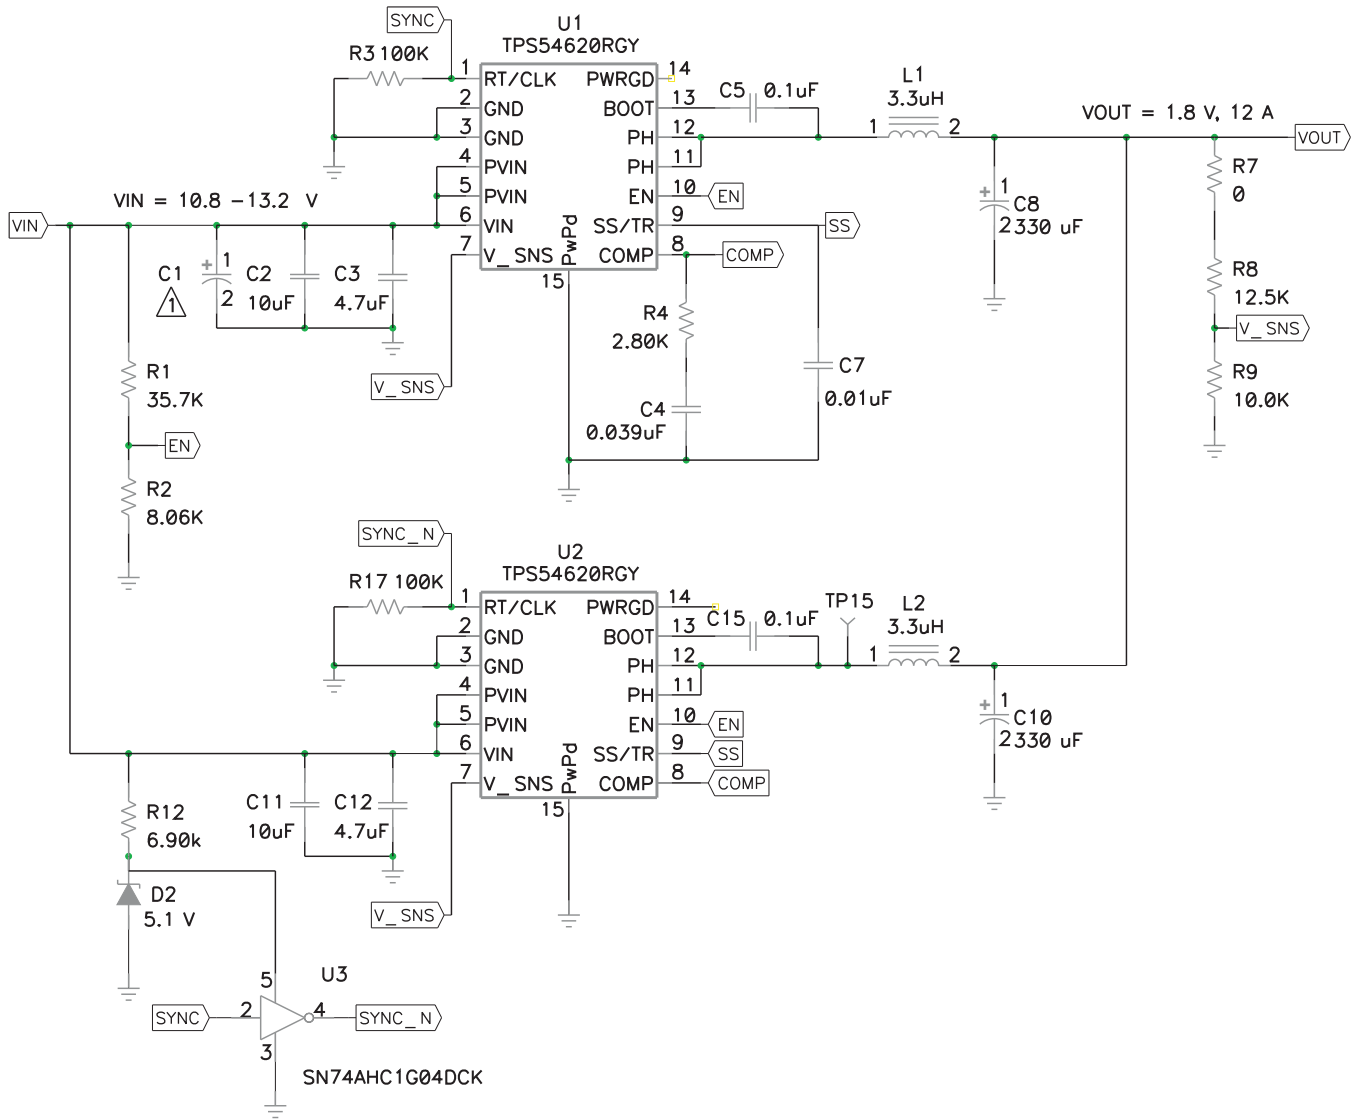 SYNC
U1
TPS54620RGY
R3 100K
1 RT/CLK PWRGD 14
2 GND BOOT 13
3 GND PH 12
4 PVIN PH 11
5 PVIN EN 10 EN
6 VIN SS/TR 9 SS
7 V_SNS COMP 8 COMP
PwPd
15
C5 0.1uF
L1
3.3uH
1 2
VOUT = 1.8 V, 12 A
VOUT
VIN = 10.8 -13.2 V
VIN
C1
1
2
1
C2
10uF
C3
4.7uF
V_SNS
R1
35.7K
EN
R2
8.06K
R4
2.80K
C4
0.039uF
C7
0.01uF
1
C8
2 330 uF
R7
0
R8
12.5K
V_SNS
R9
10.0K
SYNC_N
U2
TPS54620RGY
R17 100K
1 RT/CLK PWRGD 14
2 GND BOOT 13
3 GND PH 12
4 PVIN PH 11
5 PVIN EN 10 EN
6 VIN SS/TR 9 SS
7 V_SNS COMP 8 COMP
PwPd
15
C15 0.1uF
TP15
L2
3.3uH
1 2
1
C10
2 330 uF
R12
6.90k
C11
10uF
C12
4.7uF
V_SNS
D2
5.1 V
U3
5
SYNC 2 4 SYNC_N
3
SN74AHC1G04DCK